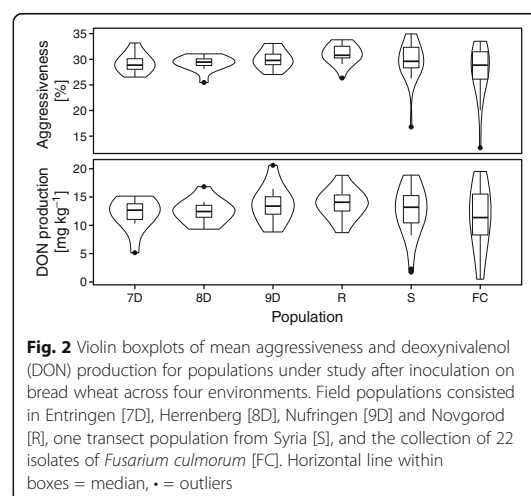 35
30
25
20
15
Aggressiveness
[%]
20
15
10
5
0
DON production
[mg kg⁻¹]
7D 8D 9D R S FC
Population
Fig. 2 Violin boxplots of mean aggressiveness and deoxynivalenol
(DON) production for populations under study after inoculation on
bread wheat across four environments. Field populations consisted
in Entringen [7D], Herrenberg [8D], Nufringen [9D] and Novgorod
[R], one transect population from Syria [S], and the collection of 22
isolates of Fusarium culmorum [FC]. Horizontal line within
boxes = median, • = outliers